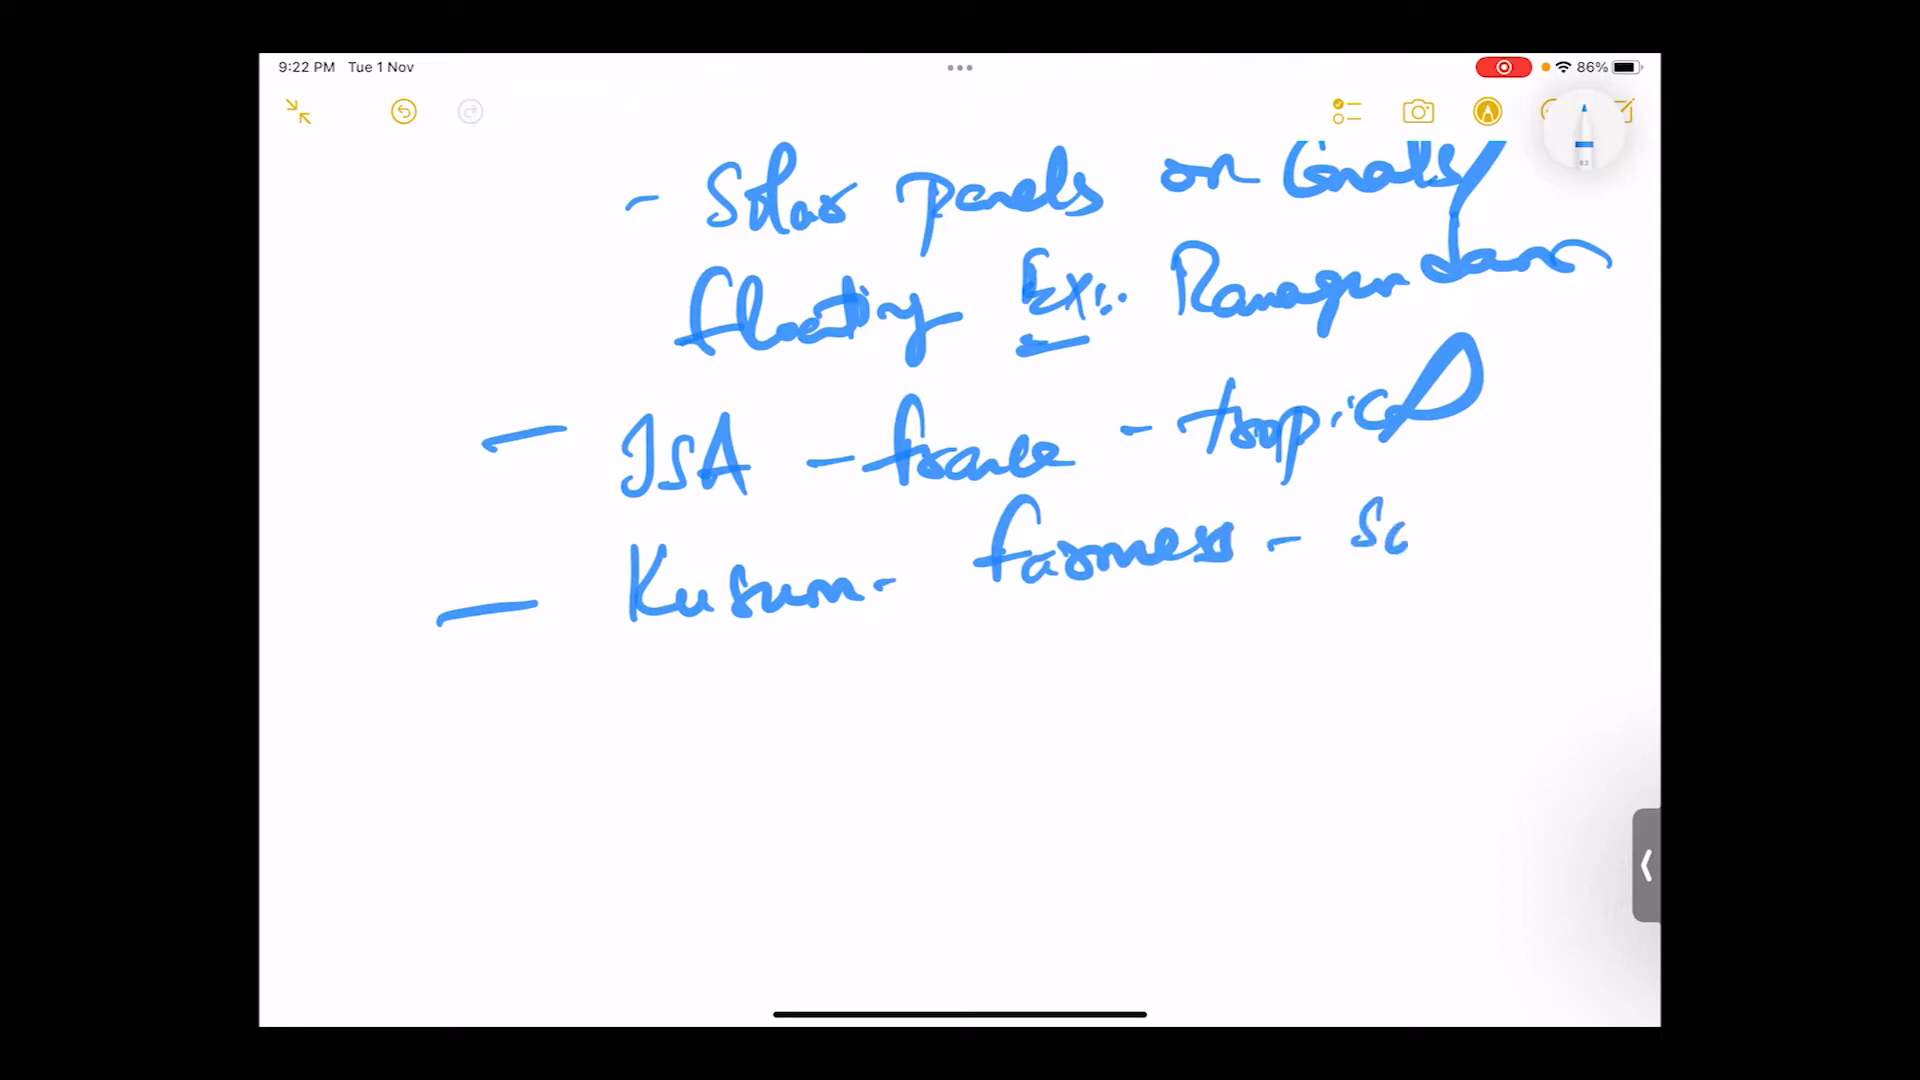 9:22 PM Tue 1 Nov
86%
- Solar panels on Canals/
floating Ex:- Ramagundam
- ISA - france - tropical
- Kusum - farmers - So